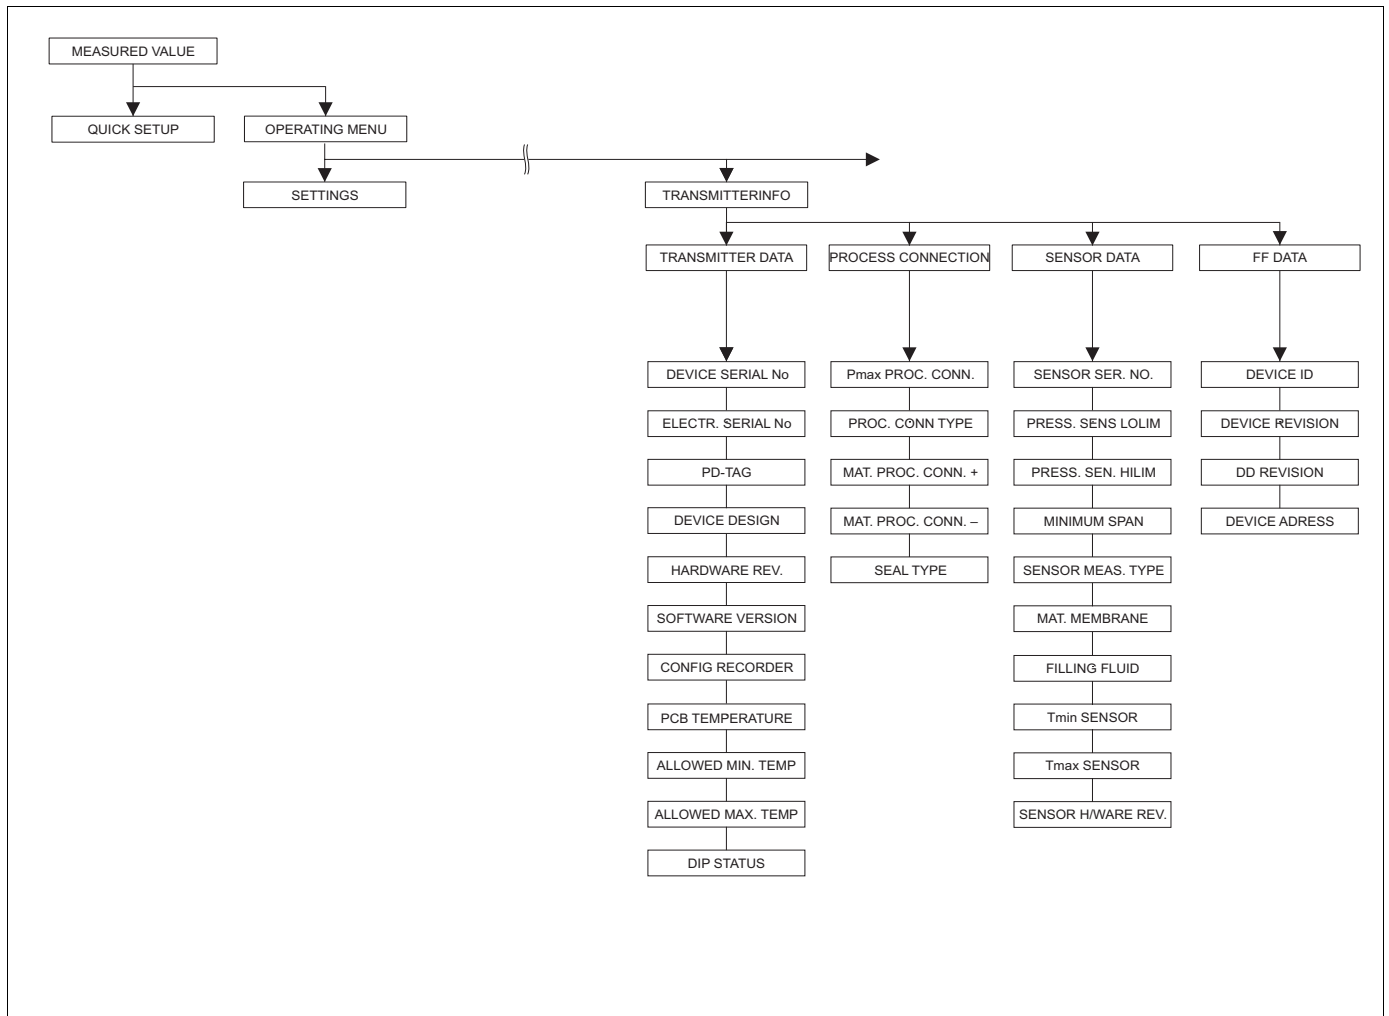 MEASURED VALUE
QUICK SETUP
OPERATING MENU
SETTINGS
TRANSMITTERINFO
TRANSMITTER DATA
PROCESS CONNECTION
SENSOR DATA
FF DATA
DEVICE SERIAL No
ELECTR. SERIAL No
PD-TAG
DEVICE DESIGN
HARDWARE REV.
SOFTWARE VERSION
CONFIG RECORDER
PCB TEMPERATURE
ALLOWED MIN. TEMP
ALLOWED MAX. TEMP
DIP STATUS
Pmax PROC. CONN.
PROC. CONN TYPE
MAT. PROC. CONN. +
MAT. PROC. CONN. –
SEAL TYPE
SENSOR SER. NO.
PRESS. SENS LOLIM
PRESS. SEN. HILIM
MINIMUM SPAN
SENSOR MEAS. TYPE
MAT. MEMBRANE
FILLING FLUID
Tmin SENSOR
Tmax SENSOR
SENSOR H/WARE REV.
DEVICE ID
DEVICE REVISION
DD REVISION
DEVICE ADRESS